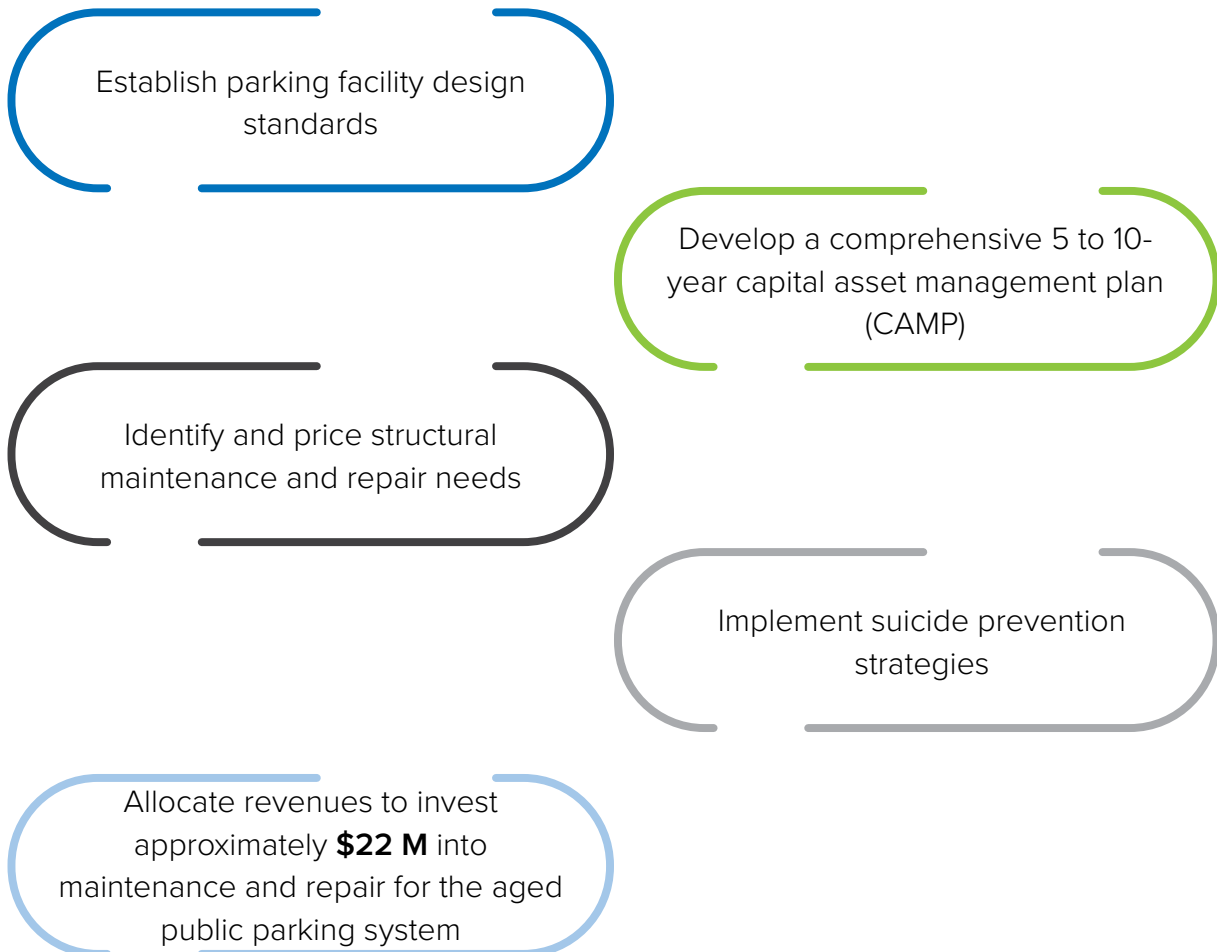 Establish parking facility design
standards
Develop a comprehensive 5 to 10-
year capital asset management plan
(CAMP)
Identify and price structural
maintenance and repair needs
Implement suicide prevention
strategies
Allocate revenues to invest
approximately $22 M into
maintenance and repair for the aged
public parking system